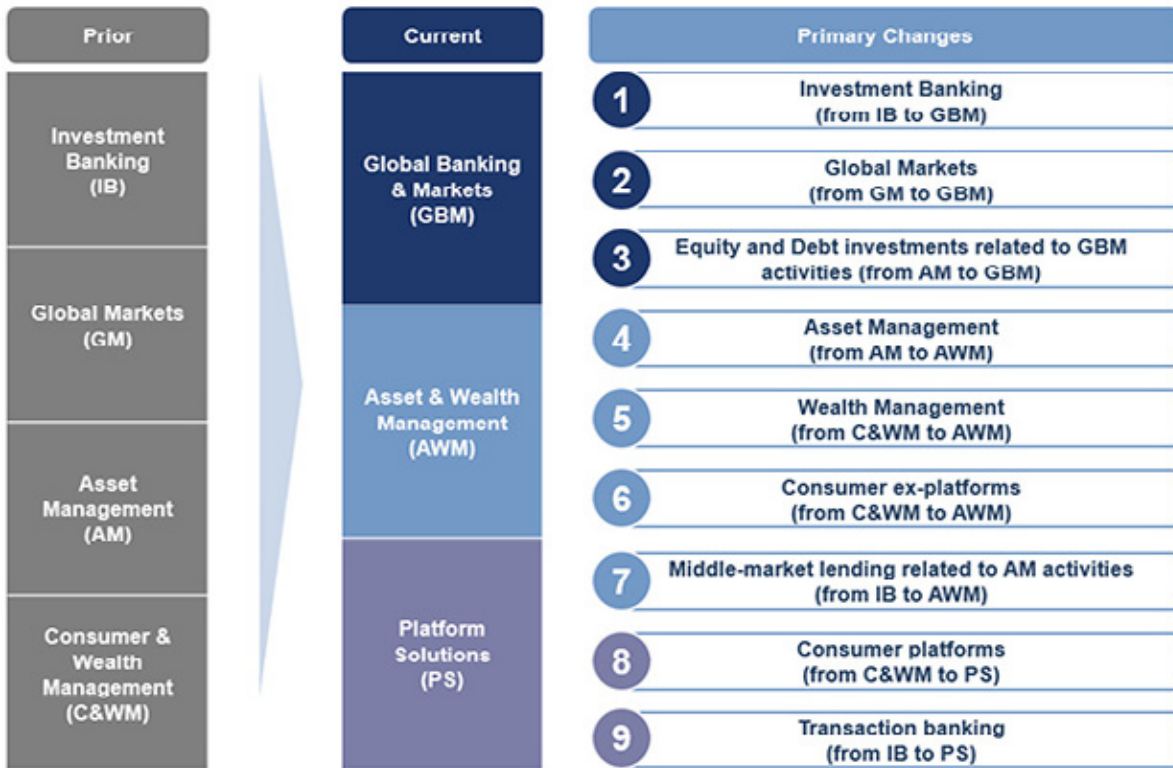 Prior
Current
Primary Changes
Investment
Banking
(IB)
Global Markets
(GM)
Asset
Management
(AM)
Consumer &
Wealth
Management
(C&WM)
Global Banking
& Markets
(GBM)
Asset & Wealth
Management
(AWM)
Platform
Solutions
(PS)
1
Investment Banking
(from IB to GBM)
2
Global Markets
(from GM to GBM)
3
Equity and Debt investments related to GBM
activities (from AM to GBM)
4
Asset Management
(from AM to AWM)
5
Wealth Management
(from C&WM to AWM)
6
Consumer ex-platforms
(from C&WM to AWM)
7
Middle-market lending related to AM activities
(from IB to AWM)
8
Consumer platforms
(from C&WM to PS)
9
Transaction banking
(from IB to PS)